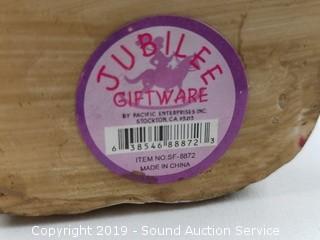 JUBILEE
GIFTWARE
BY PACIFIC ENTERPRISES INC.
STOCKTON, CA 95215
6 38546 88872 3
ITEM NO. SF-8872
MADE IN CHINA
Copyright 2019 - Sound Auction Service